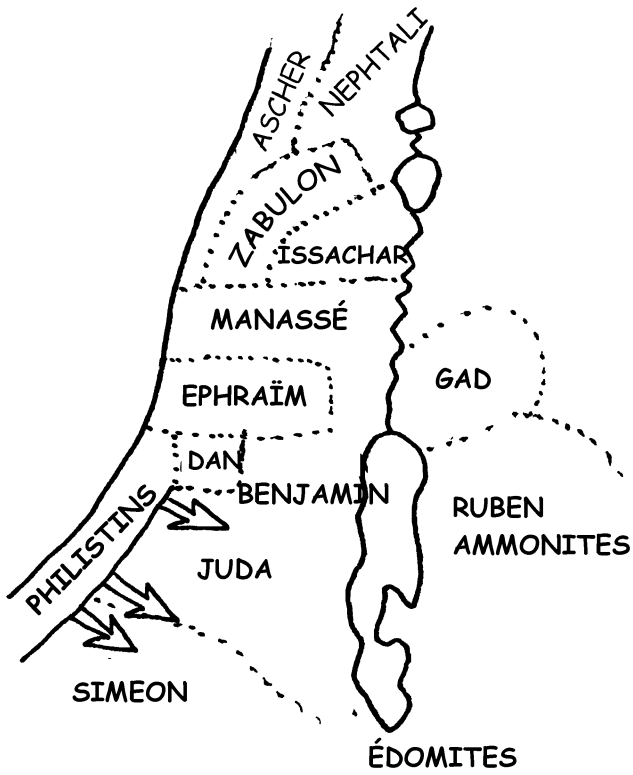 ASCHER
NEPHTALI
ZABULON
ISSACHAR
MANASSÉ
GAD
EPHRAÏM
DAN
BENJAMIN
PHILISTINS
RUBEN
AMMONITES
JUDA
SIMEON
ÉDOMITES